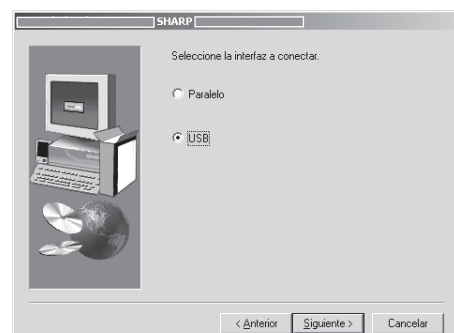 SHARP
Seleccione la interfaz a conectar.
Paralelo
USB
< Anterior
Siguiente >
Cancelar